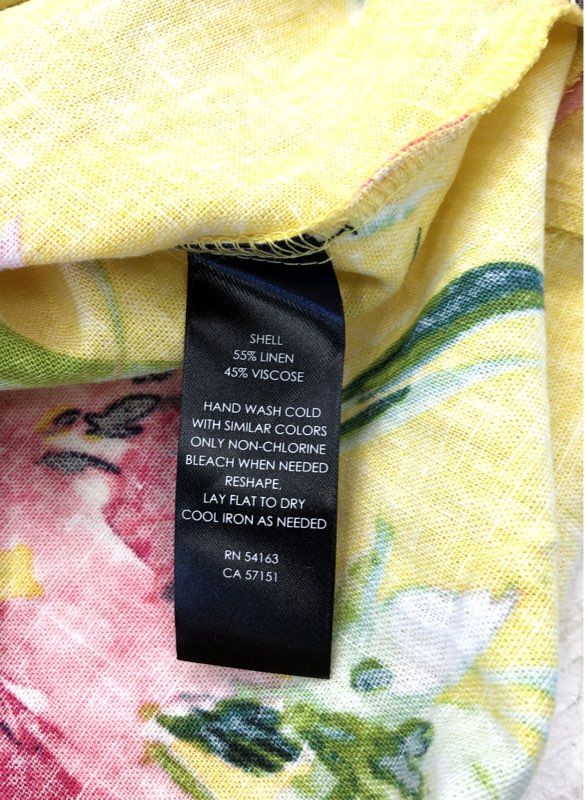 SHELL
55% LINEN
45% VISCOSE
HAND WASH COLD
WITH SIMILAR COLORS
ONLY NON-CHLORINE
BLEACH WHEN NEEDED
RESHAPE,
LAY FLAT TO DRY
COOL IRON AS NEEDED
RN 54163
CA 57151